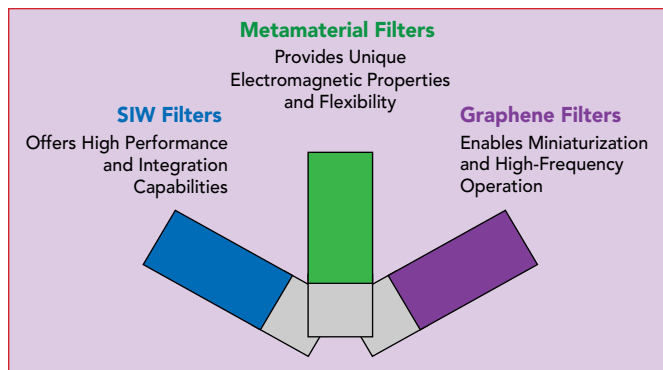 Metamaterial Filters
Provides Unique
Electromagnetic Properties
and Flexibility
SIW Filters
Offers High Performance
and Integration
Capabilities
Graphene Filters
Enables Miniaturization
and High-Frequency
Operation